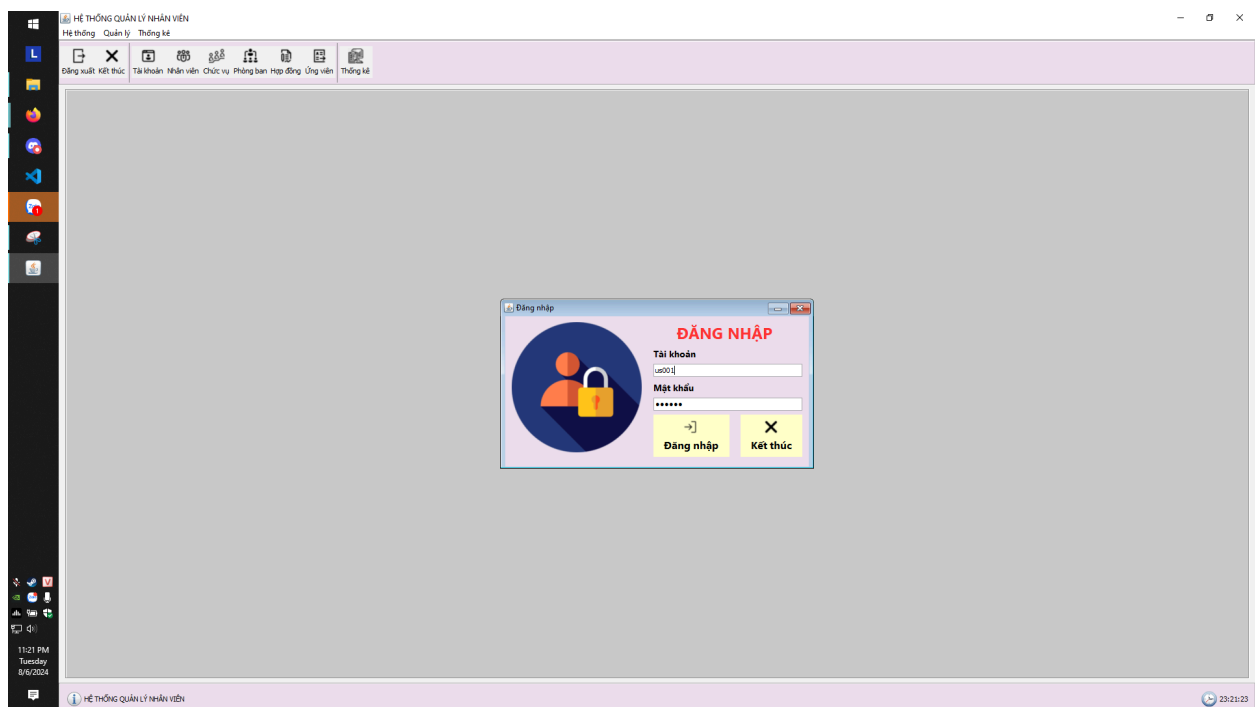 HỆ THỐNG QUẢN LÝ NHÂN VIÊN
Hệ thống Quản lý Thống kê
Đăng xuất Kết thúc Tài khoản Nhân viên Chức vụ Phòng ban Hợp đồng Ứng viên Thống kê
L
1
Đăng nhập
ĐĂNG NHẬP
Tài khoản
us001
Mật khẩu
••••••
Đăng nhập Kết thúc
V
11:21 PM
Tuesday
8/6/2024
HỆ THỐNG QUẢN LÝ NHÂN VIÊN
23:21:23